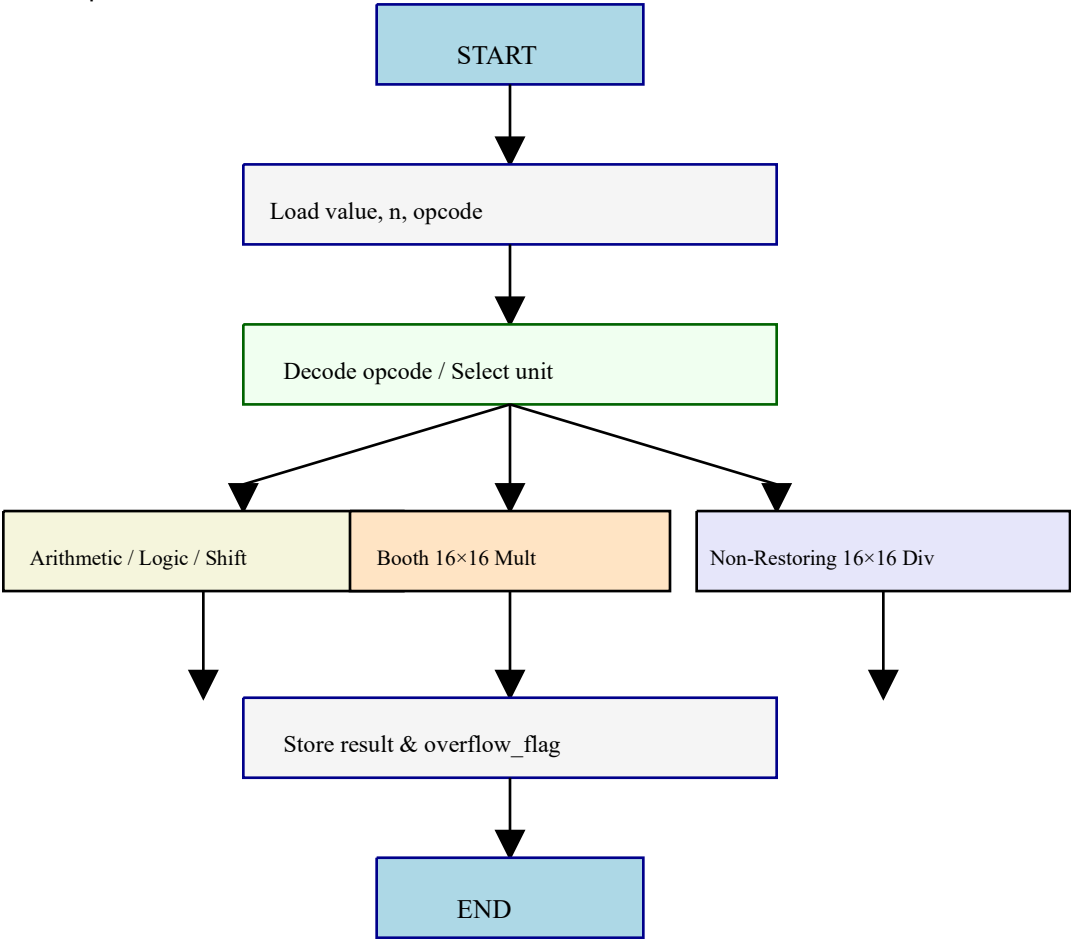 START
Load value, n, opcode
Decode opcode / Select unit
Arithmetic / Logic / Shift
Booth 16×16 Mult
Non-Restoring 16×16 Div
Store result & overflow_flag
END